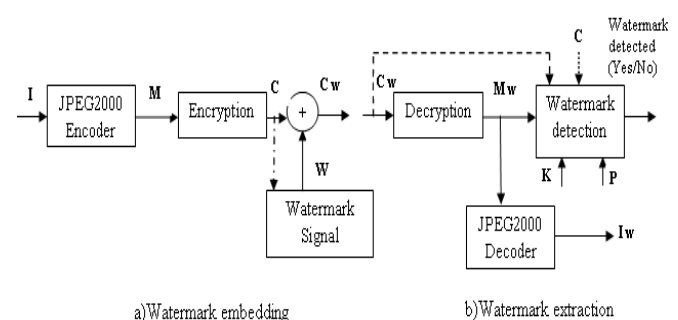 I
JPEG2000
Encoder
M
Encryption
C
+
Cw
W
Watermark
Signal
a)Watermark embedding
Cw
Decryption
Mw
C
Watermark
detected
(Yes/No)
Watermark
detection
K
P
JPEG2000
Decoder
Iw
b)Watermark extraction